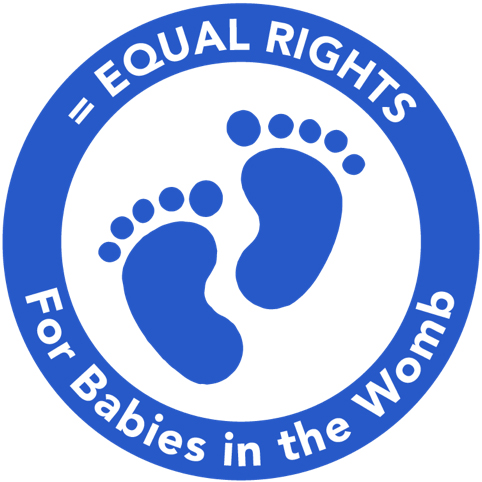 = EQUAL RIGHTS
For Babies in the Womb